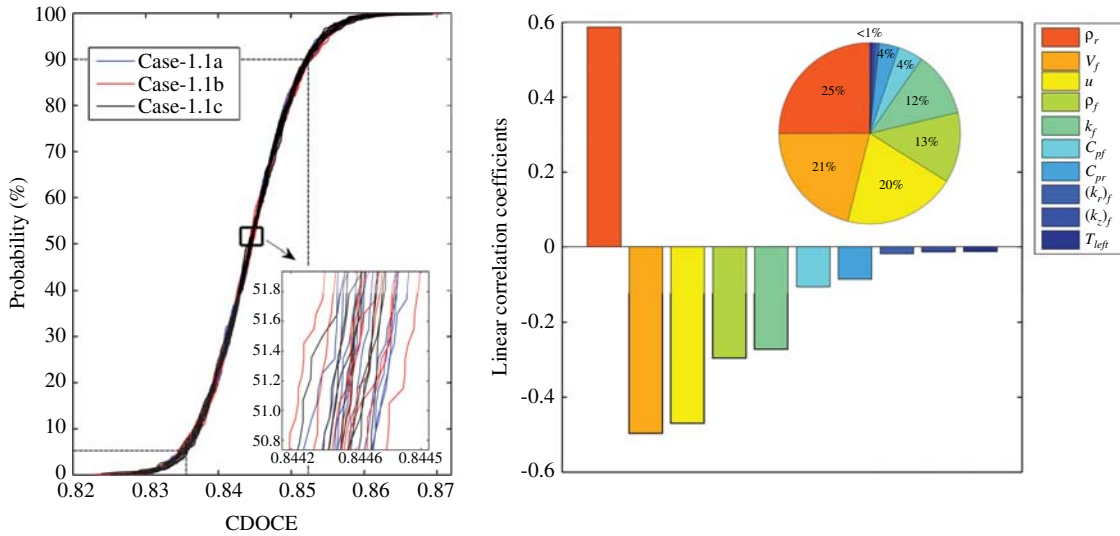 100
90
80
70
60
50
40
30
20
10
0
Probability (%)
Case-1.1a
Case-1.1b
Case-1.1c
51.8
51.6
51.4
51.2
51.0
50.8
0.8442
0.8446
0.8445
0.82
0.83
0.84
0.85
0.86
0.87
CDOCE
0.6
0.4
0.2
0
-0.2
-0.4
-0.6
Linear correlation coefficients
<1%
4%
4%
12%
13%
20%
21%
25%
ρr
Vf
u
ρf
kf
Cpf
Cpr
(kr)f
(kz)f
Tleft